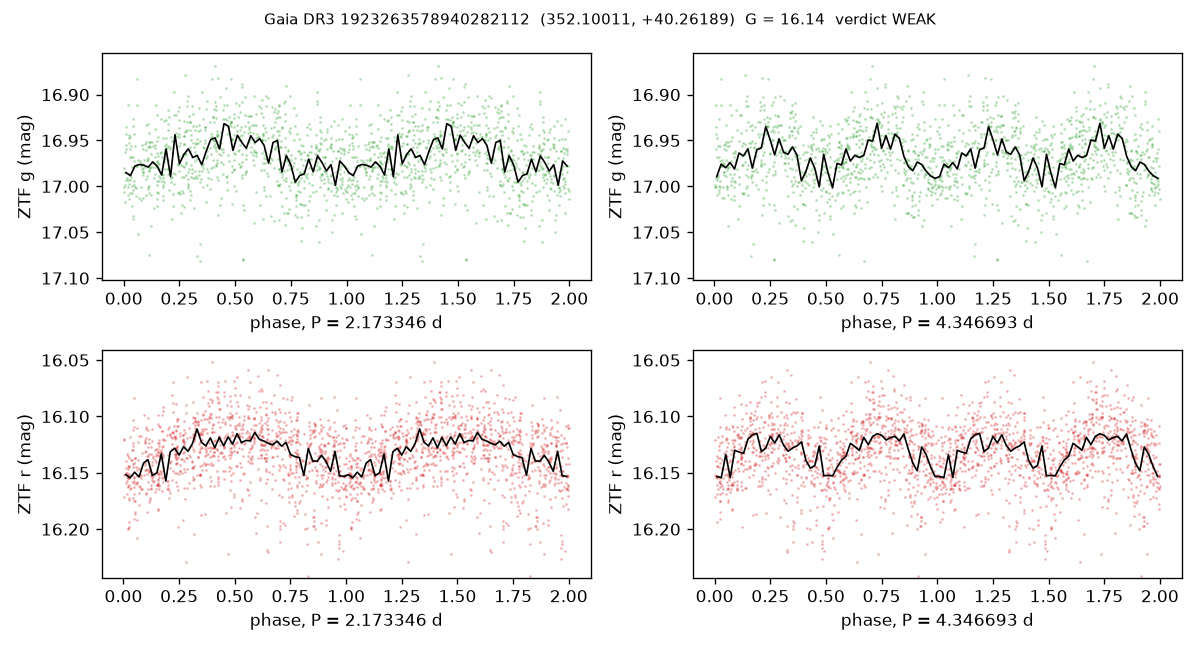 Gaia DR3 1923263578940282112  (352.10011, +40.26189)  G = 16.14  verdict WEAK
ZTF g (mag)
16.90
16.95
17.00
17.05
17.10
0.00 0.25 0.50 0.75 1.00 1.25 1.50 1.75 2.00
phase, P = 2.173346 d
ZTF g (mag)
16.90
16.95
17.00
17.05
17.10
0.00 0.25 0.50 0.75 1.00 1.25 1.50 1.75 2.00
phase, P = 4.346693 d
ZTF r (mag)
16.05
16.10
16.15
16.20
0.00 0.25 0.50 0.75 1.00 1.25 1.50 1.75 2.00
phase, P = 2.173346 d
ZTF r (mag)
16.05
16.10
16.15
16.20
0.00 0.25 0.50 0.75 1.00 1.25 1.50 1.75 2.00
phase, P = 4.346693 d